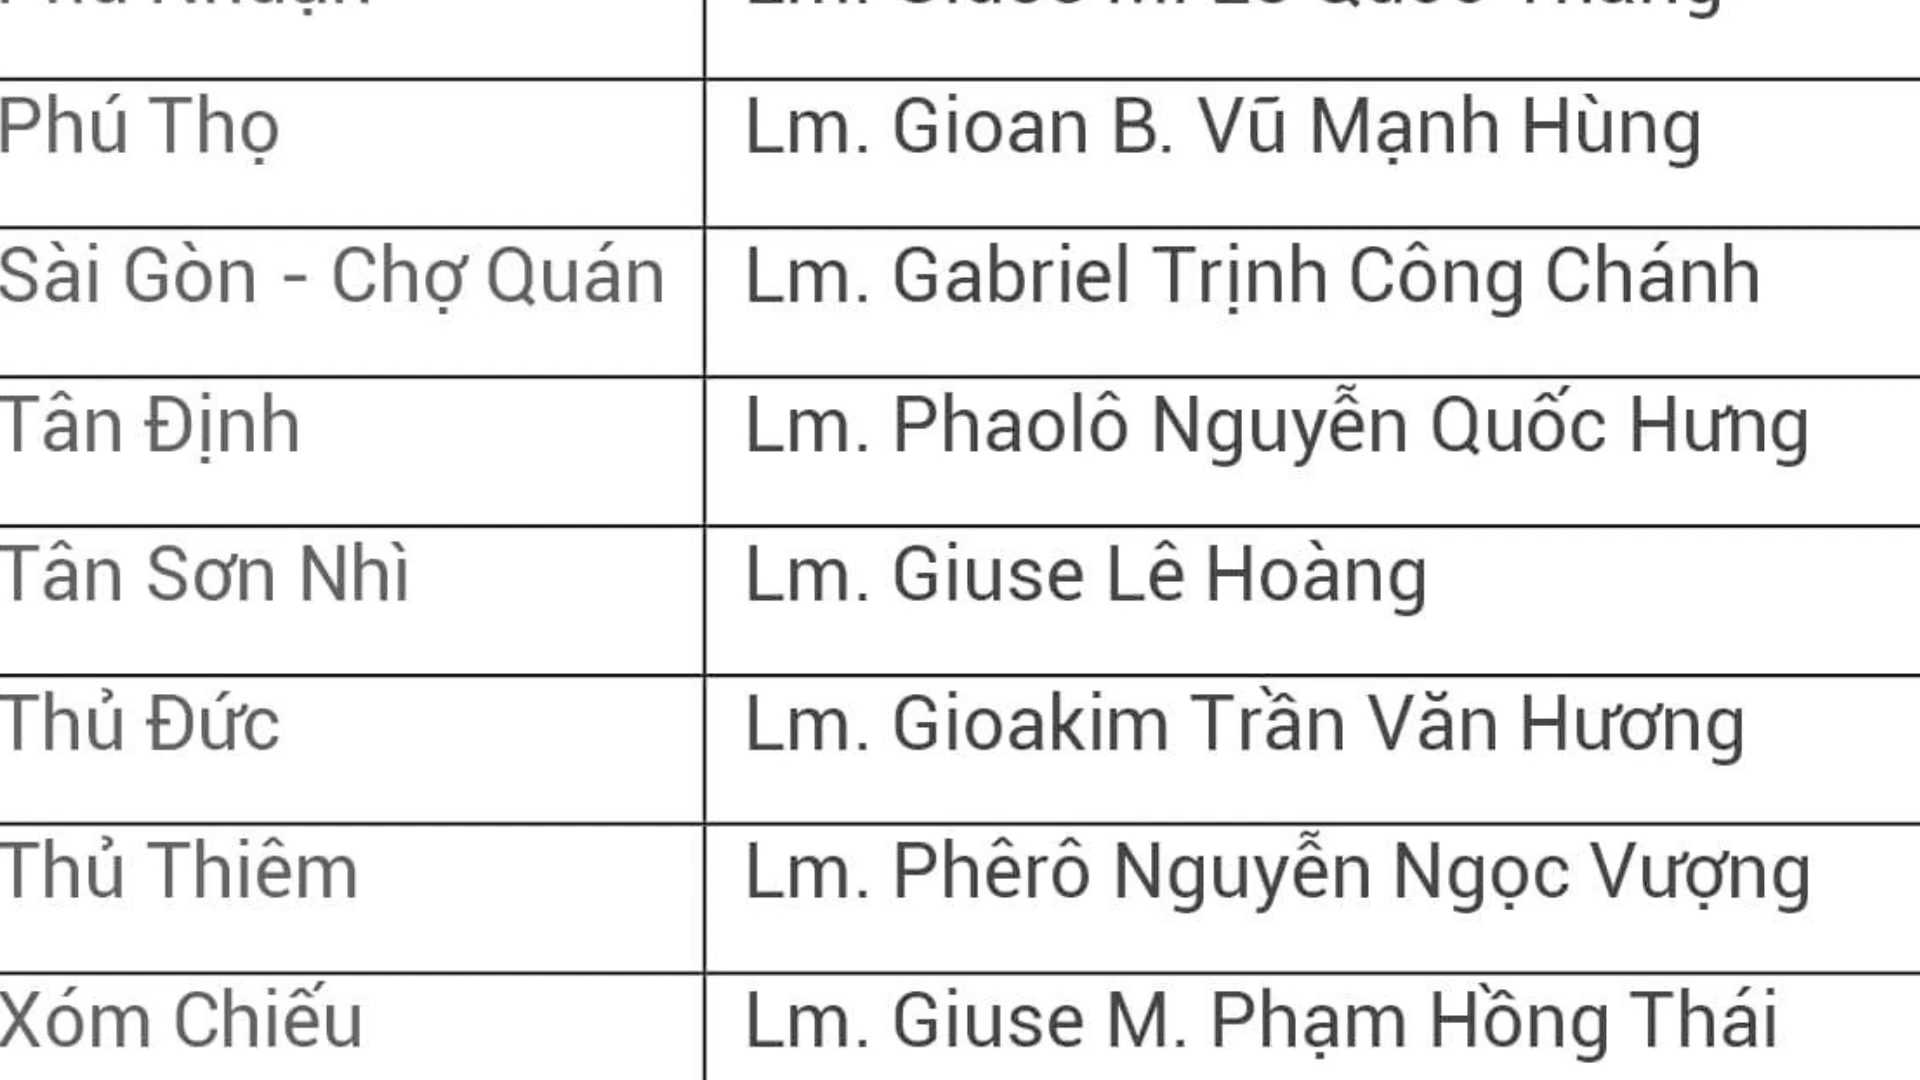 Phú Thọ Lm. Gioan B. Vũ Mạnh Hùng
Sài Gòn - Chợ Quán Lm. Gabriel Trịnh Công Chánh
Tân Định Lm. Phaolô Nguyễn Quốc Hưng
Tân Sơn Nhì Lm. Giuse Lê Hoàng
Thủ Đức Lm. Gioakim Trần Văn Hương
Thủ Thiêm Lm. Phêrô Nguyễn Ngọc Vượng
Xóm Chiếu Lm. Giuse M. Phạm Hồng Thái